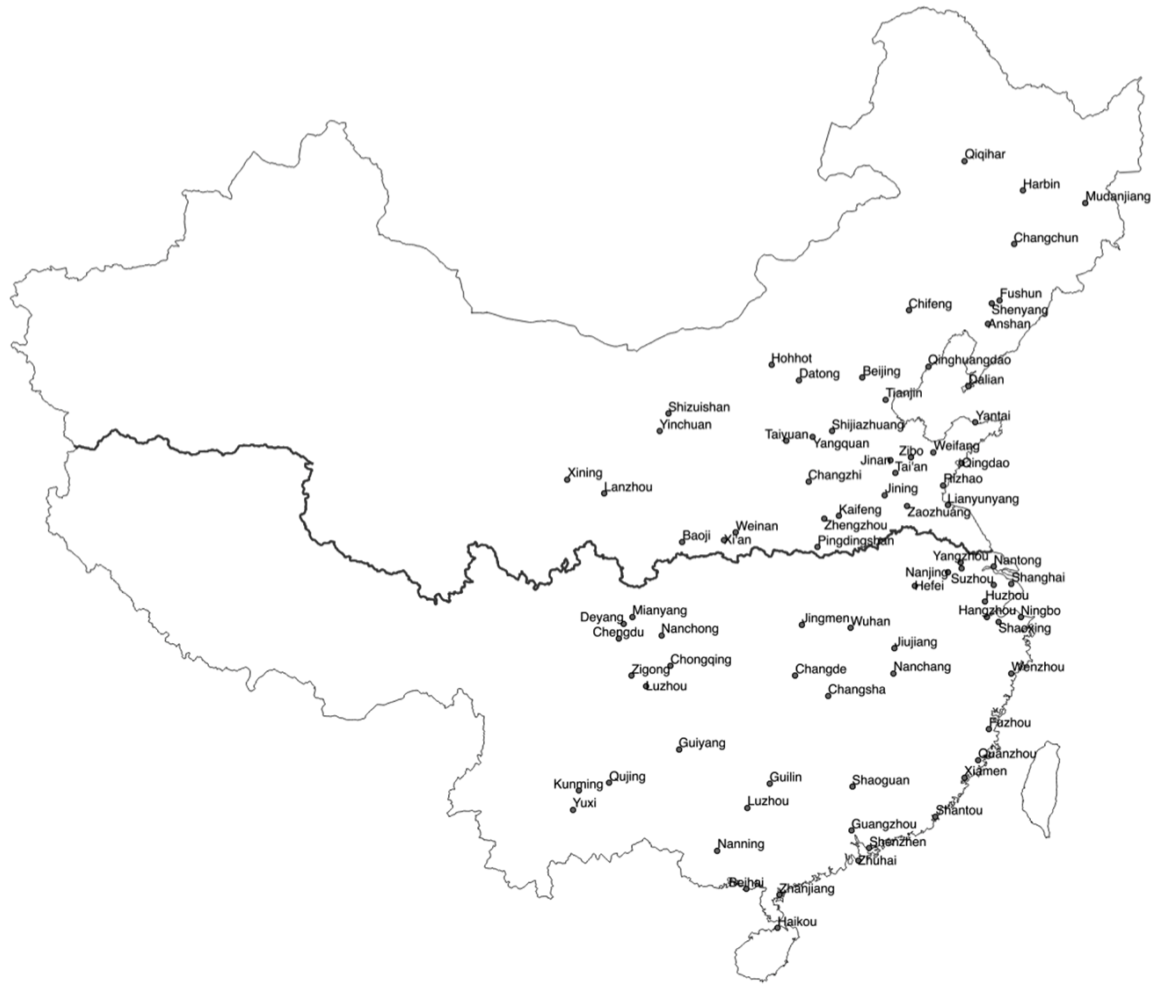 Qiqihar
Harbin
Mudanjiang
Changchun
Fushun
Chifeng
Shenyang
Anshan
Hohhot
Qinghuangdao
Datong
Beijing
Dalian
Tianjin
Shizuishan
Yantai
Yinchuan
Shijiazhuang
Taiyuan
Yangquan
Weifang
Zibo
Jinan
Qingdao
Tai'an
Xining
Changzhi
Rizhao
Lanzhou
Jining
Lianyunyang
Kaifeng
Zaozhuang
Zhengzhou
Weinan
Baoji
Xi'an
Pingdingshan
Yangzhou
Nantong
Nanjing
Suzhou
Shanghai
Hefei
Huzhou
Mianyang
Hangzhou
Ningbo
Deyang
Jingmen
Wuhan
Nanchong
Shaoxing
Chengdu
Jiujiang
Chongqing
Zigong
Changde
Nanchang
Wenzhou
Luzhou
Changsha
Fuzhou
Guiyang
Quanzhou
Xiamen
Qujing
Guilin
Kunming
Shaoguan
Yuxi
Luzhou
Shantou
Guangzhou
Nanning
Shenzhen
Zhuhai
Beihai
Zhanjiang
Haikou